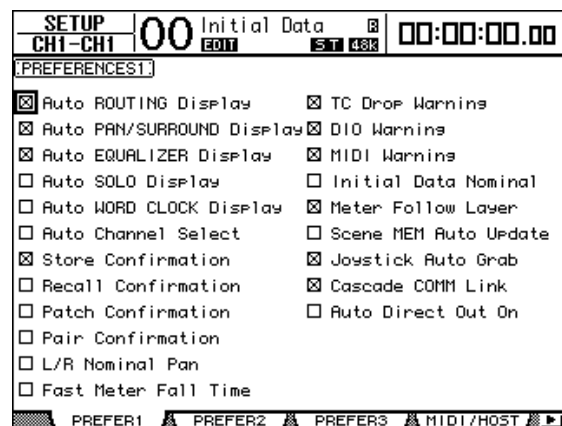 SETUP
CH1-CH1
00 Initial Data
EDIT ST 48k
00:00:00.00
PREFERENCES1
Auto ROUTING Display
Auto PAN/SURROUND Display
Auto EQUALIZER Display
Auto SOLO Display
Auto WORD CLOCK Display
Auto Channel Select
Store Confirmation
Recall Confirmation
Patch Confirmation
Pair Confirmation
L/R Nominal Pan
Fast Meter Fall Time
TC Drop Warning
DIO Warning
MIDI Warning
Initial Data Nominal
Meter Follow Layer
Scene MEM Auto Update
Joystick Auto Grab
Cascade COMM Link
Auto Direct Out On
PREFER1 PREFER2 PREFER3 MIDI/HOST